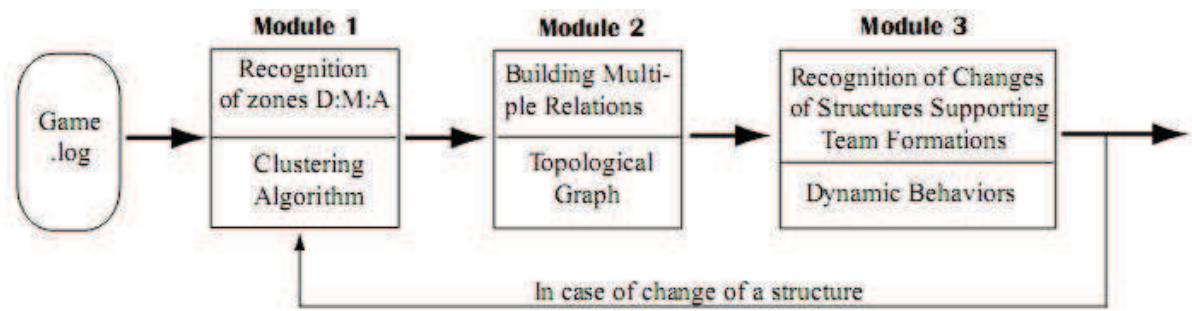 Module 1
Module 2
Module 3
Game
.log
Recognition
of zones D:M:A
Clustering
Algorithm
Building Multi-
ple Relations
Topological
Graph
Recognition of Changes
of Structures Supporting
Team Formations
Dynamic Behaviors
In case of change of a structure